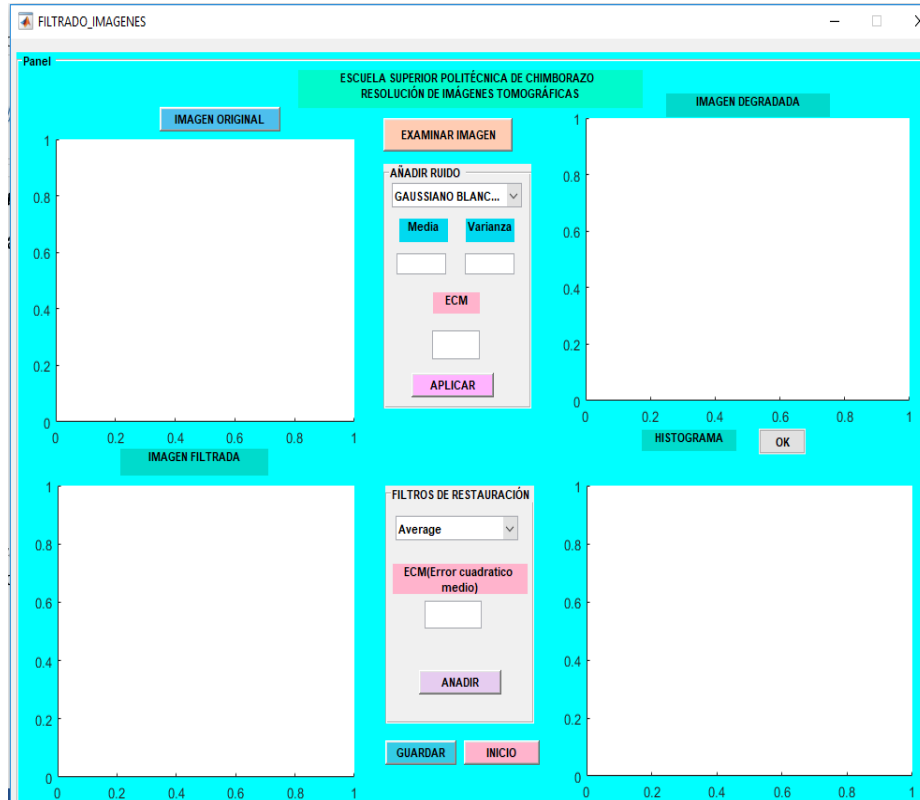 FILTRADO_IMAGENES
Panel
ESCUELA SUPERIOR POLITÉCNICA DE CHIMBORAZO
RESOLUCIÓN DE IMÁGENES TOMOGRÁFICAS
IMAGEN ORIGINAL
1
0.8
0.6
0.4
0.2
0
0 0.2 0.4 0.6 0.8 1
EXAMINAR IMAGEN
AÑADIR RUIDO
GAUSSIANO BLANC...
Media Varianza
ECM
APLICAR
IMAGEN DEGRADADA
1
0.8
0.6
0.4
0.2
0
0 0.2 0.4 0.6 0.8 1
IMAGEN FILTRADA
1
0.8
0.6
0.4
0.2
0
0 0.2 0.4 0.6 0.8 1
FILTROS DE RESTAURACIÓN
Average
ECM(Error cuadratico
medio)
ANADIR
GUARDAR INICIO
HISTOGRAMA OK
1
0.8
0.6
0.4
0.2
0
0 0.2 0.4 0.6 0.8 1